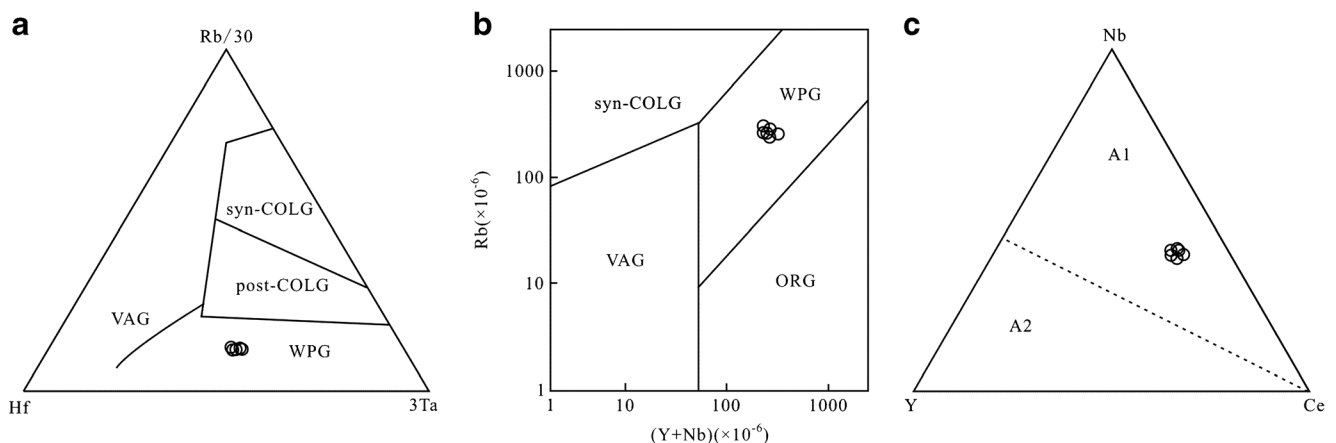 a
Rb/30
syn-COLG
post-COLG
VAG
WPG
Hf
3Ta
b
Rb(×10⁻⁶)
1000
100
10
1
syn-COLG
WPG
VAG
ORG
1
10
100
1000
(Y+Nb)(×10⁻⁶)
c
Nb
A1
A2
Y
Ce